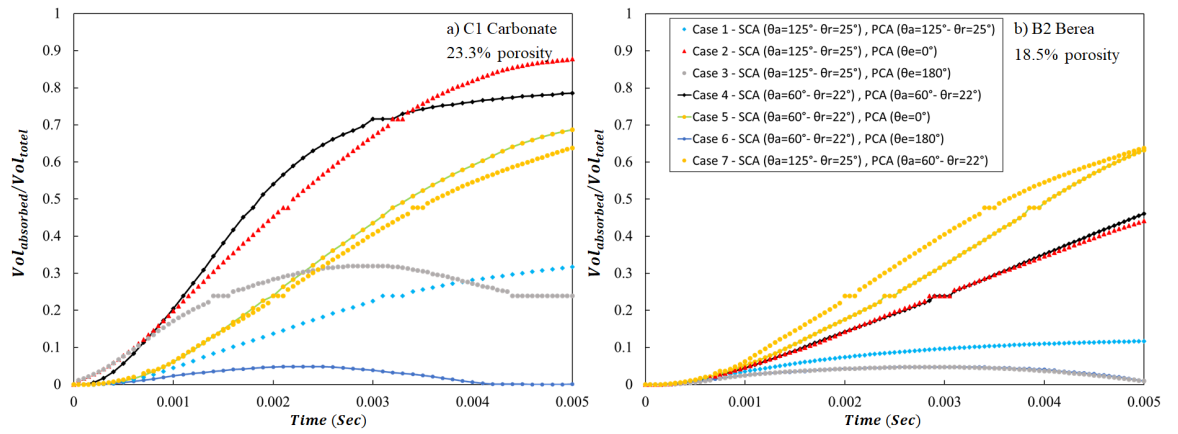 a) C1 Carbonate
23.3% porosity
Vol_absorbed/Vol_totel
1
0.9
0.8
0.7
0.6
0.5
0.4
0.3
0.2
0.1
0
0
0.001
0.002
0.003
0.004
0.005
Time (Sec)
b) B2 Berea
18.5% porosity
Case 1 - SCA (θa=125°- θr=25°) , PCA (θa=125°- θr=25°)
Case 2 - SCA (θa=125°- θr=25°) , PCA (θe=0°)
Case 3 - SCA (θa=125°- θr=25°) , PCA (θe=180°)
Case 4 - SCA (θa=60°- θr=22°) , PCA (θa=60°- θr=22°)
Case 5 - SCA (θa=60°- θr=22°) , PCA (θe=0°)
Case 6 - SCA (θa=60°- θr=22°) , PCA (θe=180°)
Case 7 - SCA (θa=125°- θr=25°) , PCA (θa=60°- θr=22°)
Vol_absorbed/Vol_totel
1
0.9
0.8
0.7
0.6
0.5
0.4
0.3
0.2
0.1
0
0
0.001
0.002
0.003
0.004
0.005
Time (Sec)